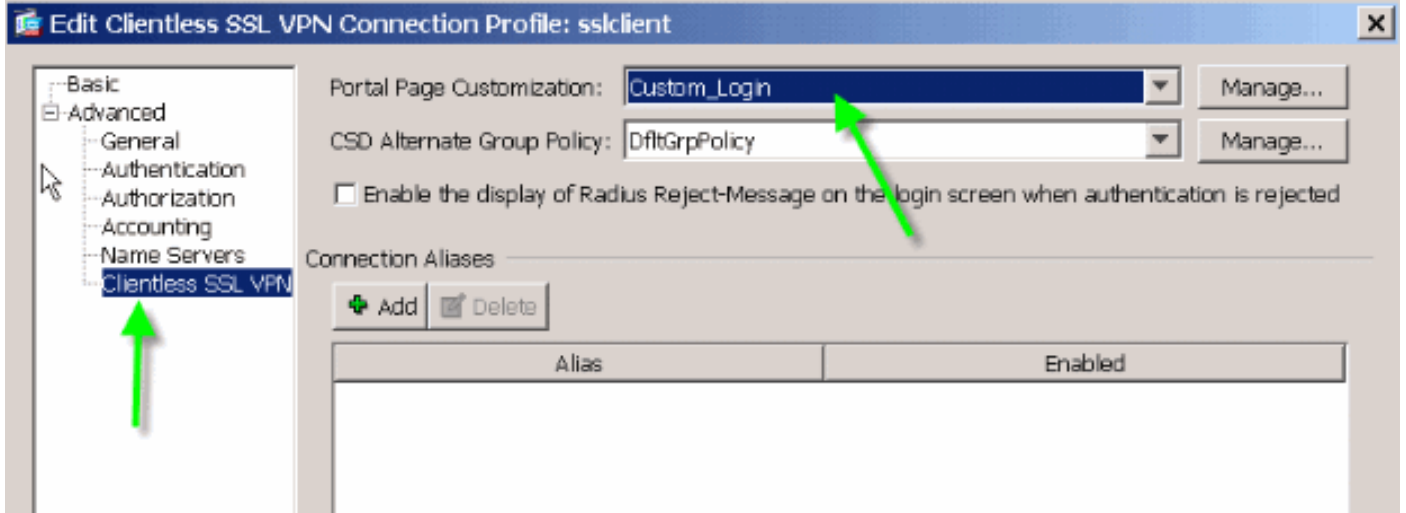 Edit Clientless SSL VPN Connection Profile: sslclient
Basic
Advanced
General
Authentication
Authorization
Accounting
Name Servers
Clientless SSL VPN
Portal Page Customization: Custom_Login Manage...
CSD Alternate Group Policy: DfltGrpPolicy Manage...
Enable the display of Radius Reject-Message on the login screen when authentication is rejected
Connection Aliases
Add Delete
Alias Enabled